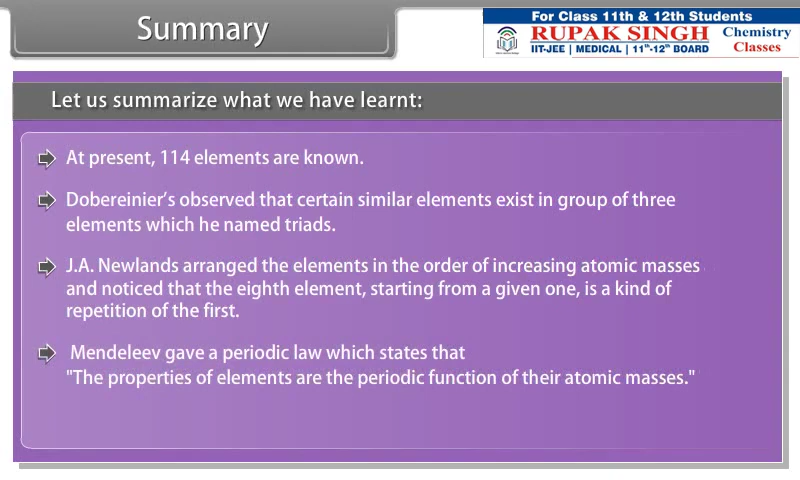 Summary
For Class 11th & 12th Students
RUPAK SINGH
IIT-JEE | MEDICAL | 11th-12th BOARD
Chemistry
Classes
Let us summarize what we have learnt:
At present, 114 elements are known.
Dobereinier's observed that certain similar elements exist in group of three
elements which he named triads.
J.A. Newlands arranged the elements in the order of increasing atomic masses
and noticed that the eighth element, starting from a given one, is a kind of
repetition of the first.
Mendeleev gave a periodic law which states that
"The properties of elements are the periodic function of their atomic masses."